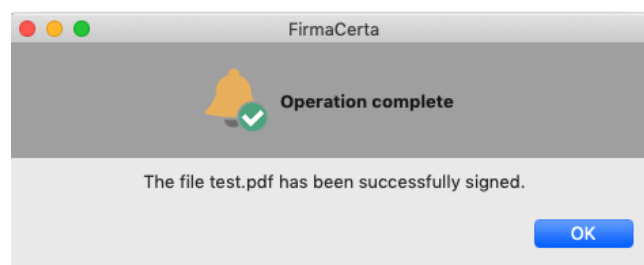 FirmaCerta
Operation complete
The file test.pdf has been successfully signed.
OK